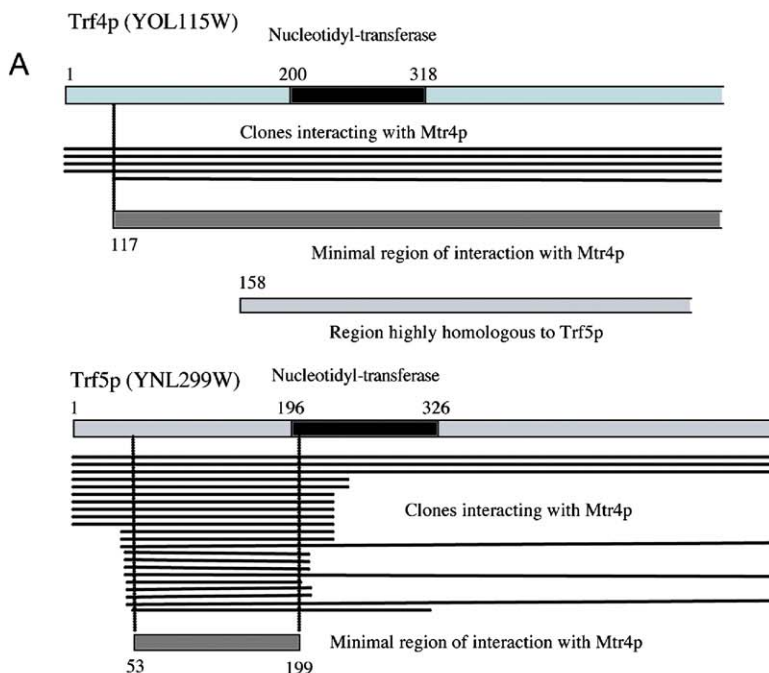 Trf4p (YOL115W)
Nucleotidyl-transferase
A
1 200 318
Clones interacting with Mtr4p
117
Minimal region of interaction with Mtr4p
158
Region highly homologous to Trf5p
Trf5p (YNL299W)
Nucleotidyl-transferase
1 196 326
Clones interacting with Mtr4p
Minimal region of interaction with Mtr4p
53 199